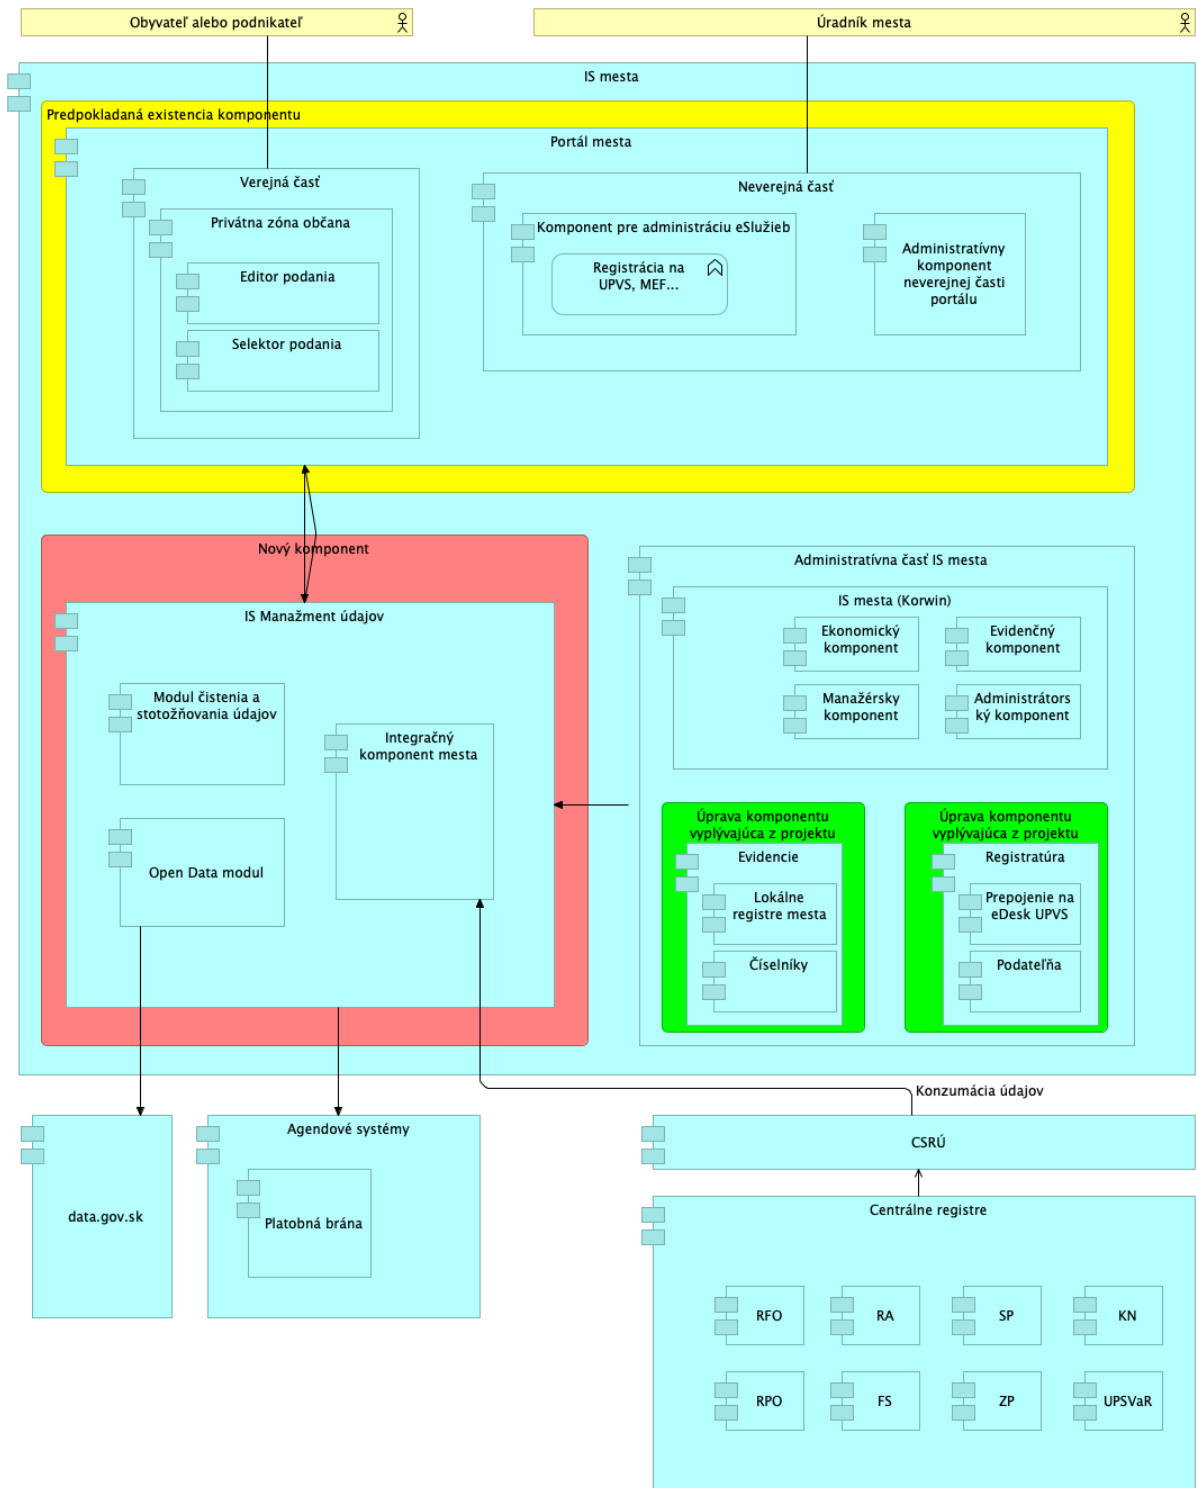 Obyvateľ alebo podnikateľ
Úradník mesta
IS mesta
Predpokladaná existencia komponentu
Portál mesta
Verejná časť
Privátna zóna občana
Editor podania
Selektor podania
Neverejná časť
Komponent pre administráciu eSlužieb
Registrácia na
UPVS, MEF...
Administratívny
komponent
neverejnej časti
portálu
Nový komponent
IS Manažment údajov
Modul čistenia a
stotožňovania údajov
Integračný
komponent mesta
Open Data modul
Administratívna časť IS mesta
IS mesta (Korwin)
Ekonomický
komponent
Evidenčný
komponent
Manažérsky
komponent
Administrátors
ký komponent
Úprava komponentu
vyplývajúca z projektu
Evidencie
Lokálne
registre mesta
Číselníky
Úprava komponentu
vyplývajúca z projektu
Registratúra
Prepojenie na
eDesk UPVS
Podateľňa
Konzumácia údajov
data.gov.sk
Agendové systémy
Platobná brána
CSRÚ
Centrálne registre
RFO
RA
SP
KN
RPO
FS
ZP
UPSVaR